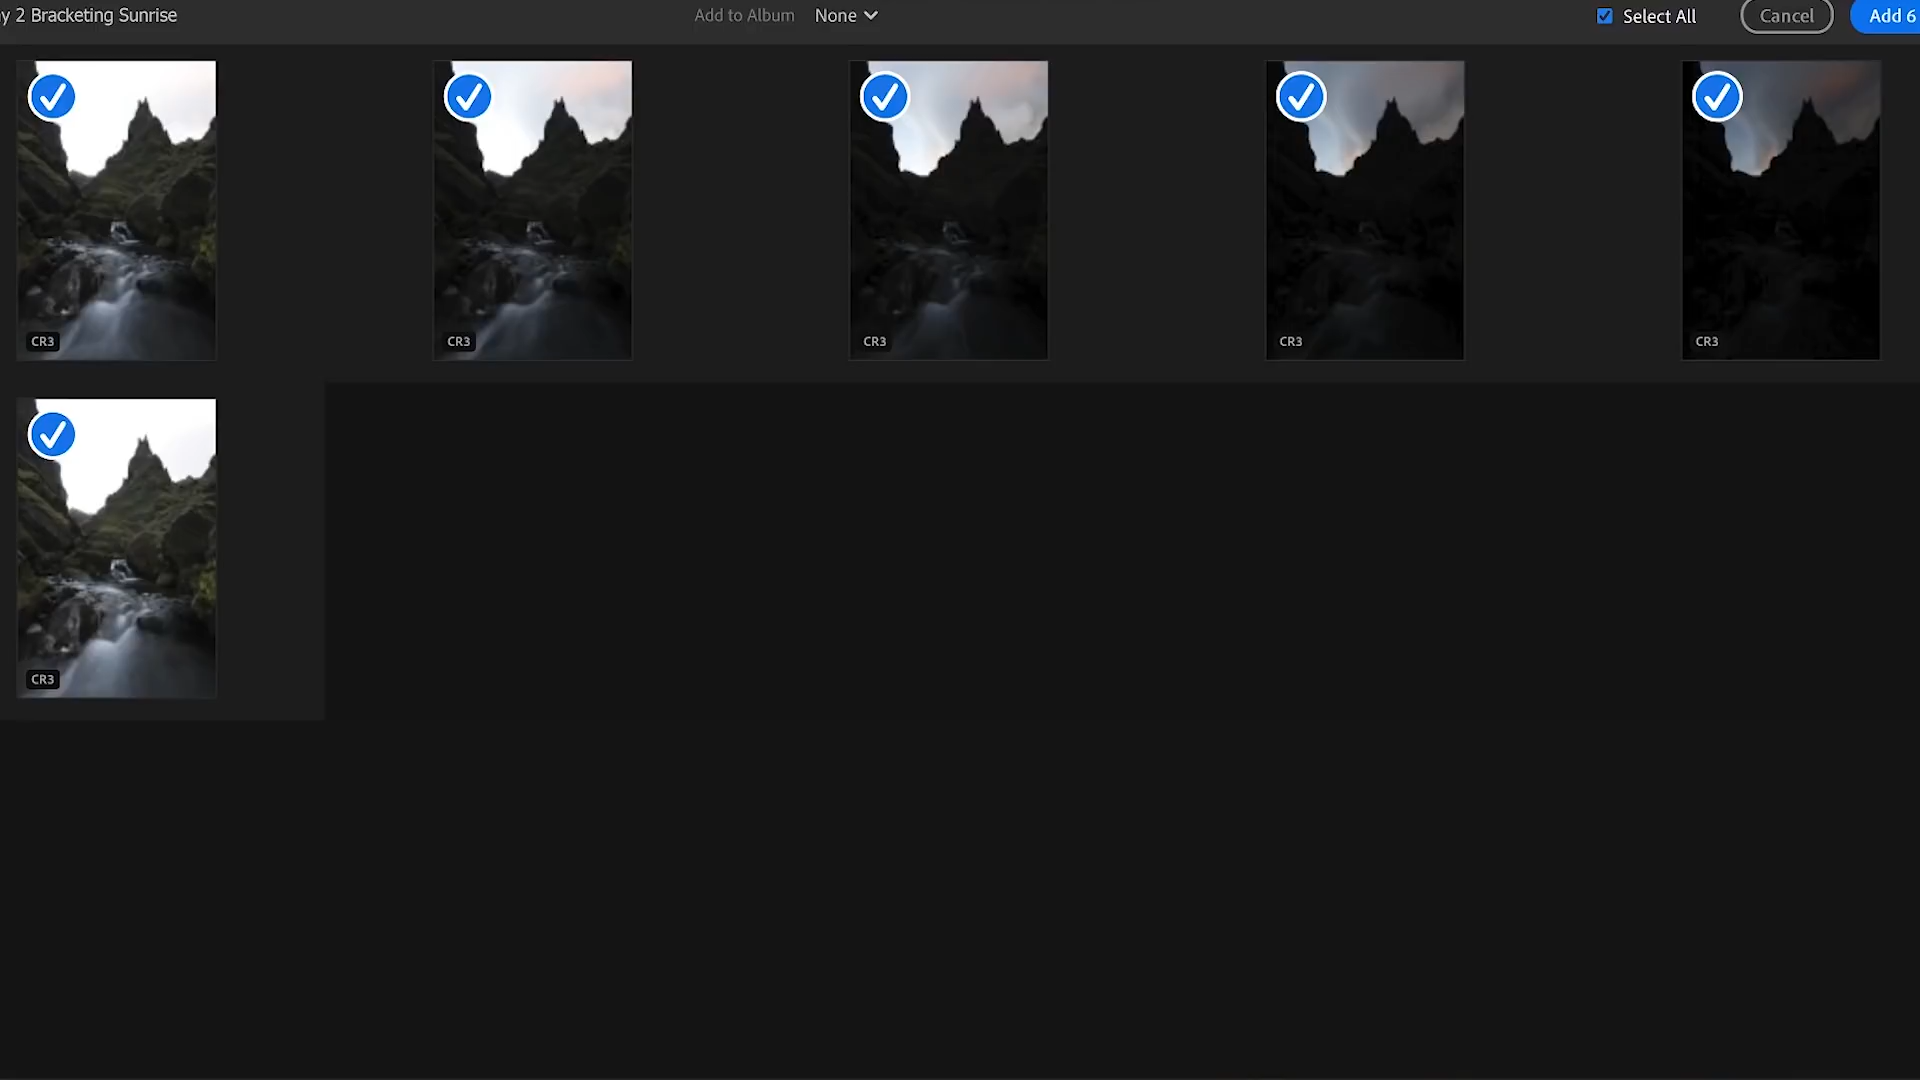 y 2 Bracketing Sunrise
Add to Album None
Select All
Cancel
Add 6
CR3
CR3
CR3
CR3
CR3
CR3